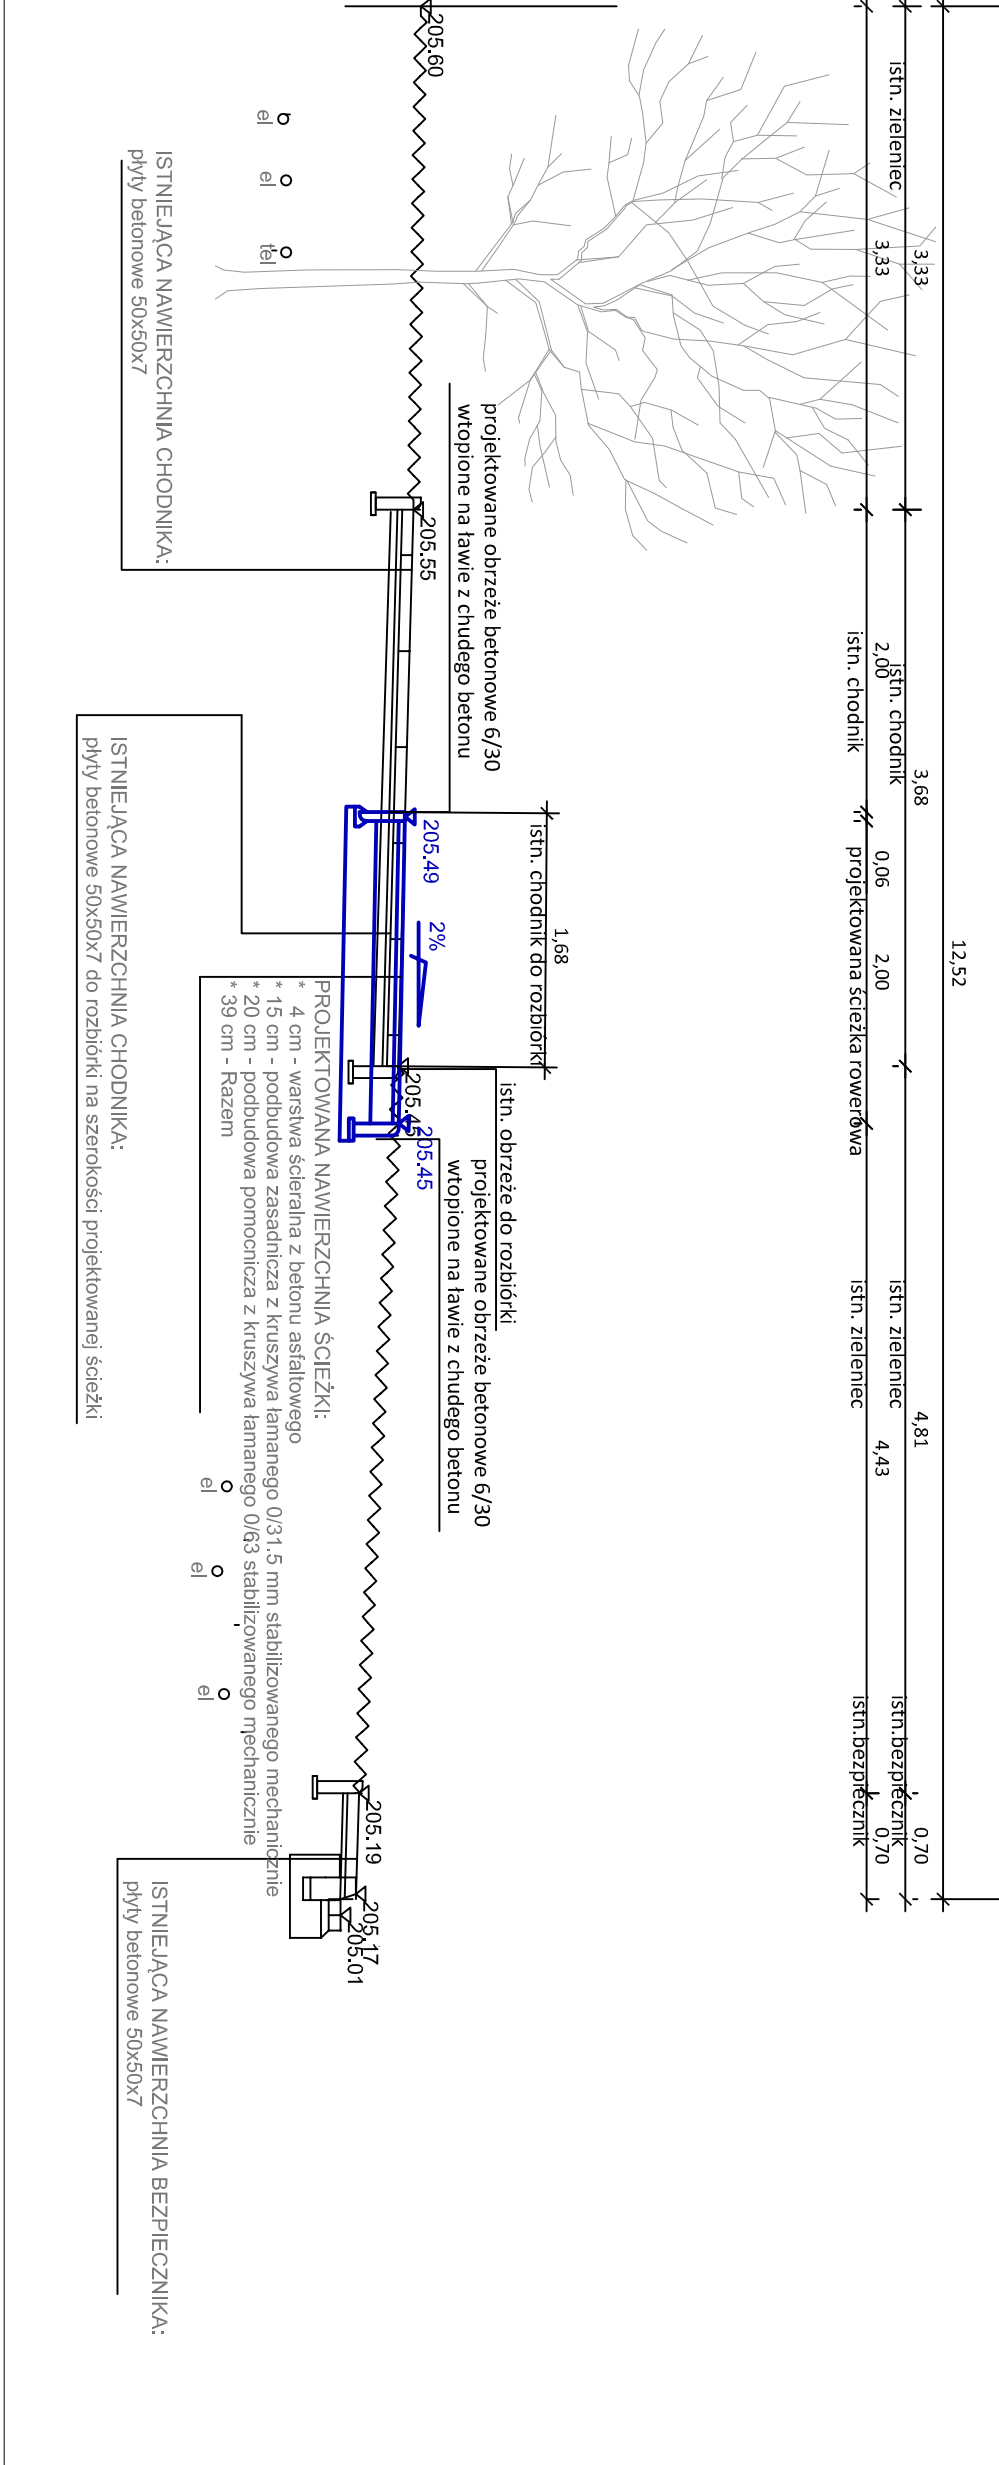 12,52
3,33
3,68
4,81
0,70
istn. zieleniec
istn. chodnik
istn. zieleniec
istn.bezpiecznik
3,33
2,00
0,06
2,00
4,43
0,70
istn. chodnik
projektowana ścieżka rowerowa
istn. zieleniec
istn.bezpiecznik
1,68
istn. chodnik do rozbiórki
istn. obrzeże do rozbiórki
projektowane obrzeże betonowe 6/30
wtopione na ławie z chudego betonu
projektowane obrzeże betonowe 6/30
wtopione na ławie z chudego betonu
205.60
205.55
205.49
2%
205.45
205.45
205.19
205.17
205.01
el
el
tel
el
el
el
PROJEKTOWANA NAWIERZCHNIA ŚCIEŻKI:
* 4 cm - warstwa ścieralna z betonu asfaltowego
* 15 cm - podbudowa zasadnicza z kruszywa łamanego 0/31.5 mm stabilizowanego mechanicznie
* 20 cm - podbudowa pomocnicza z kruszywa łamanego 0/63 stabilizowanego mechanicznie
* 39 cm - Razem
ISTNIEJĄCA NAWIERZCHNIA CHODNIKA:
płyty betonowe 50x50x7
ISTNIEJĄCA NAWIERZCHNIA CHODNIKA:
płyty betonowe 50x50x7 do rozbiórki na szerokości projektowanej ścieżki
ISTNIEJĄCA NAWIERZCHNIA BEZPIECZNIKA:
płyty betonowe 50x50x7